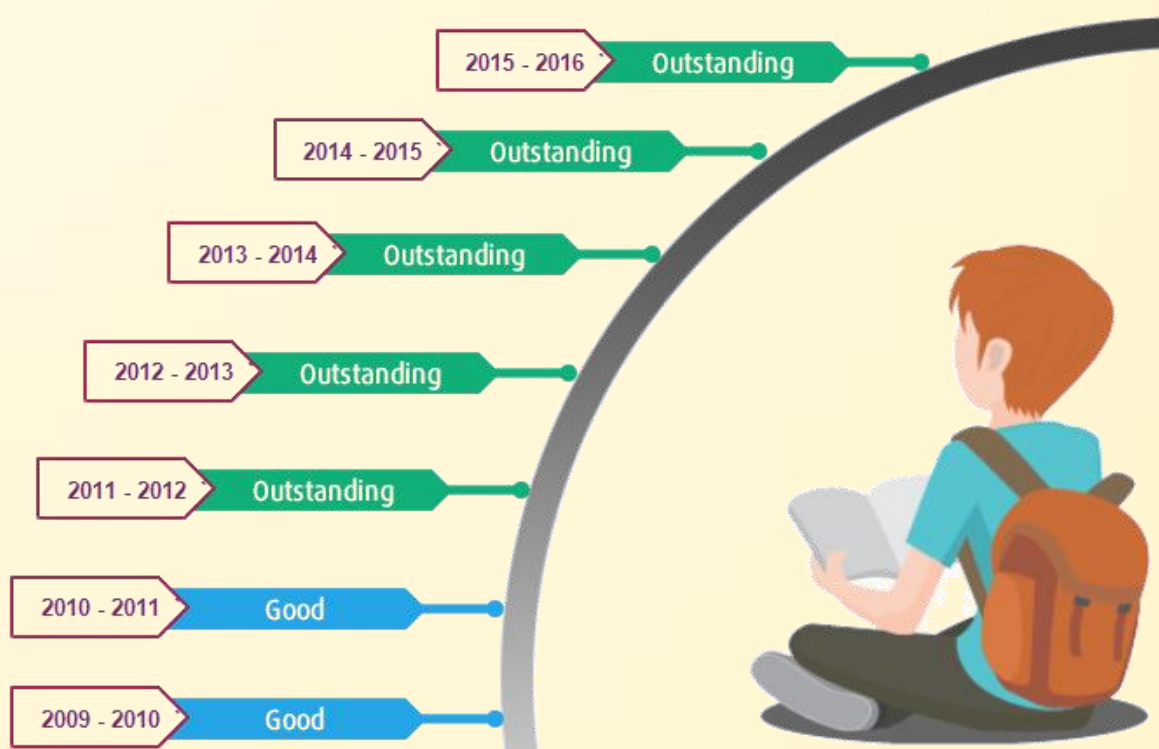 2015 - 2016 Outstanding
2014 - 2015 Outstanding
2013 - 2014 Outstanding
2012 - 2013 Outstanding
2011 - 2012 Outstanding
2010 - 2011 Good
2009 - 2010 Good